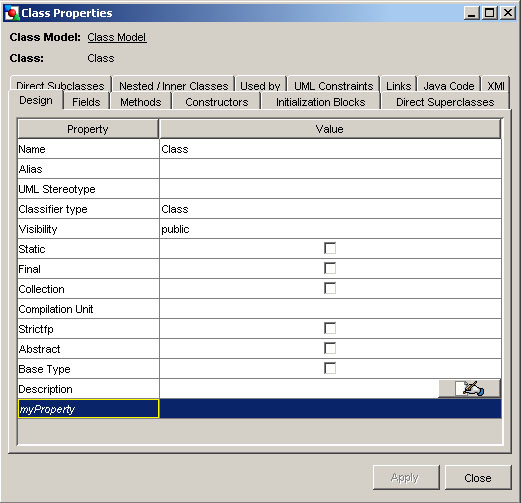 Class Properties
Class Model: Class Model
Class: Class
Direct Subclasses Nested / Inner Classes Used by UML Constraints Links Java Code XMI
Design Fields Methods Constructors Initialization Blocks Direct Superclasses
Property Value
Name Class
Alias
UML Stereotype
Classifier type Class
Visibility public
Static
Final
Collection
Compilation Unit
Strictfp
Abstract
Base Type
Description
myProperty
Apply Close